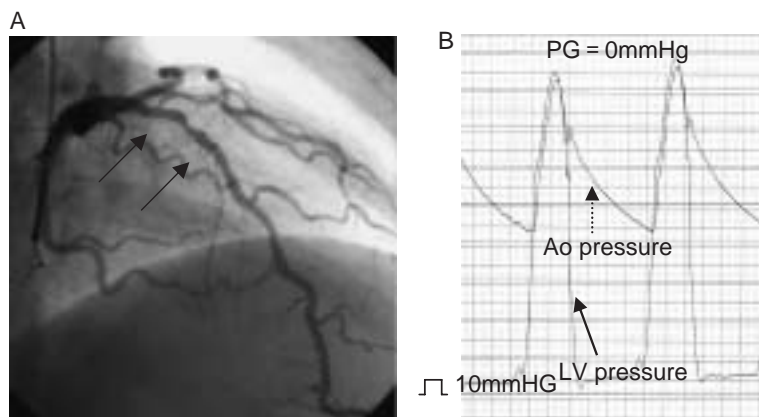 A
B
PG = 0mmHg
Ao pressure
LV pressure
10mmHG